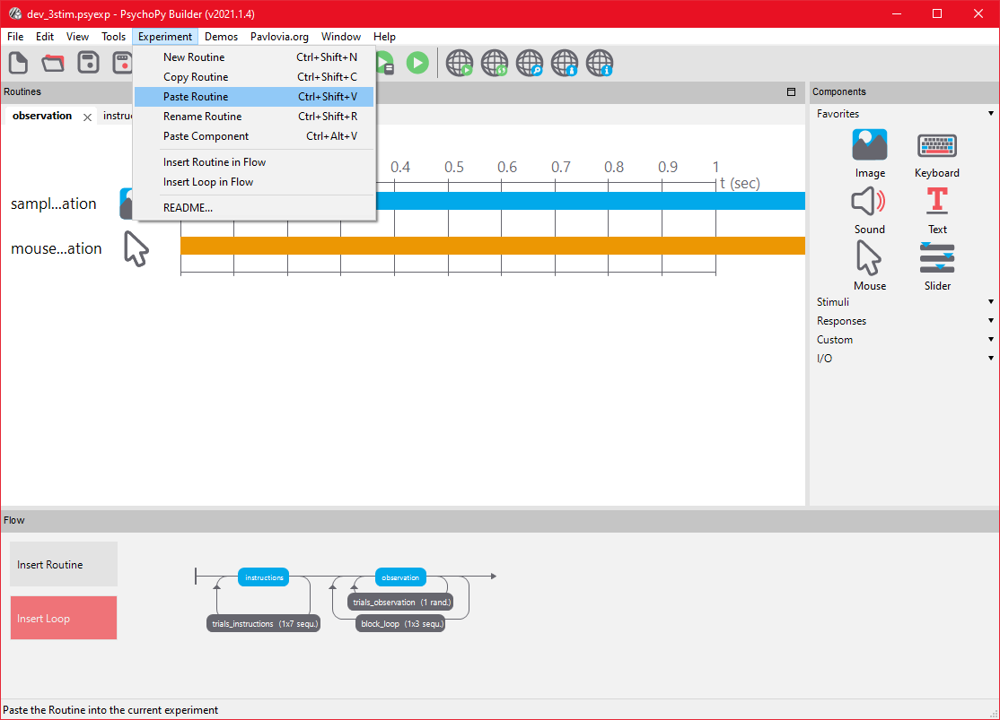 dev_3stim.psyexp - PsychoPy Builder (v2021.1.4)
File Edit View Tools Experiment Demos Pavlovia.org Window Help
New Routine Ctrl+Shift+N
Copy Routine Ctrl+Shift+C
Paste Routine Ctrl+Shift+V
Rename Routine Ctrl+Shift+R
Paste Component Ctrl+Alt+V
Insert Routine in Flow
Insert Loop in Flow
README...
Routines
observation instruc
0.4 0.5 0.6 0.7 0.8 0.9 1
t (sec)
sampl...ation
mouse...ation
Components
Favorites
Image Keyboard
Sound Text
Mouse Slider
Stimuli
Responses
Custom
I/O
Flow
Insert Routine
Insert Loop
instructions observation
trials_observation (1 rand.)
trials_instructions (1x7 sequ.) block_loop (1x3 sequ.)
Paste the Routine into the current experiment